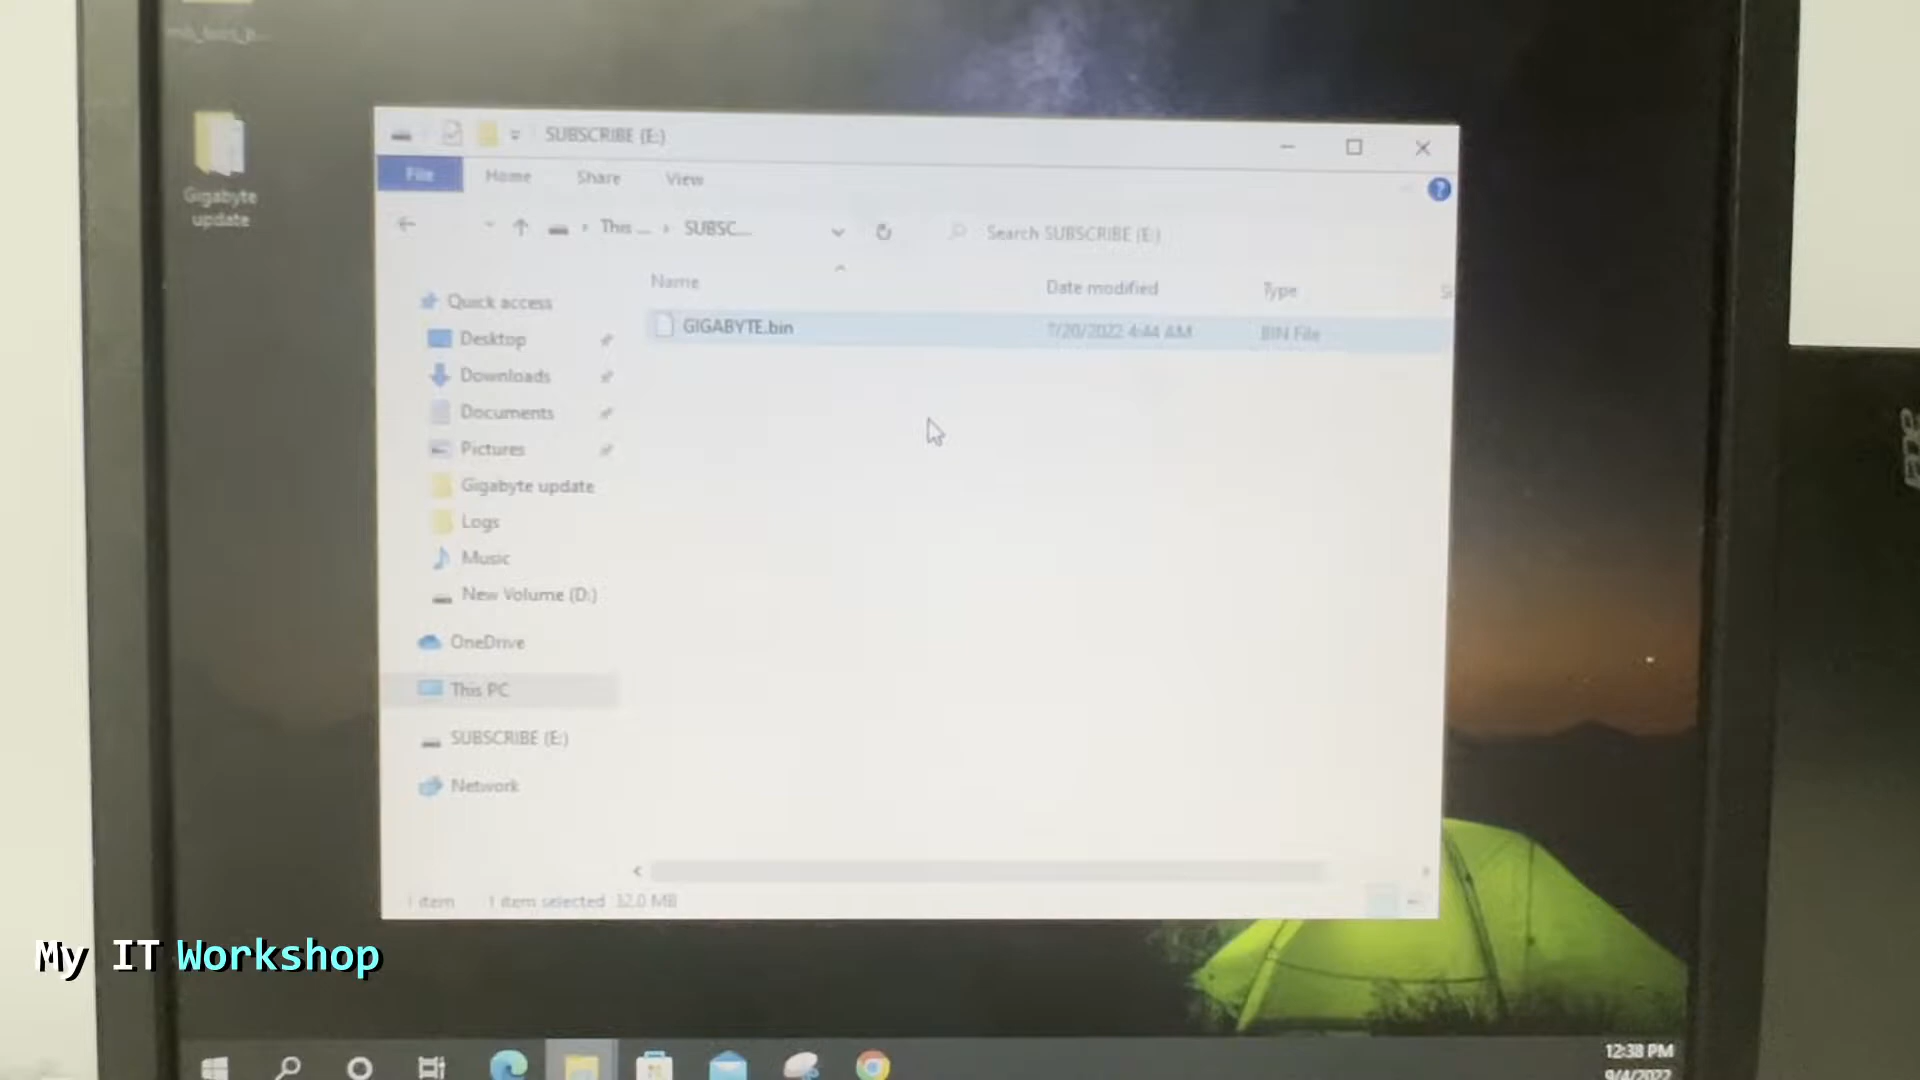 Gigabyte
update
SUBSCRIBE (E:)
File Home Share View
This ... SUBSC... Search SUBSCRIBE (E:)
Name Date modified Type
GIGABYTE.bin 7/20/2022 4:44 AM BIN File
Quick access
Desktop
Downloads
Documents
Pictures
Gigabyte update
Logs
Music
New Volume (D:)
OneDrive
This PC
SUBSCRIBE (E:)
Network
1 item 1 item selected 32.0 MB
My IT Workshop
12:38 PM
9/4/2022